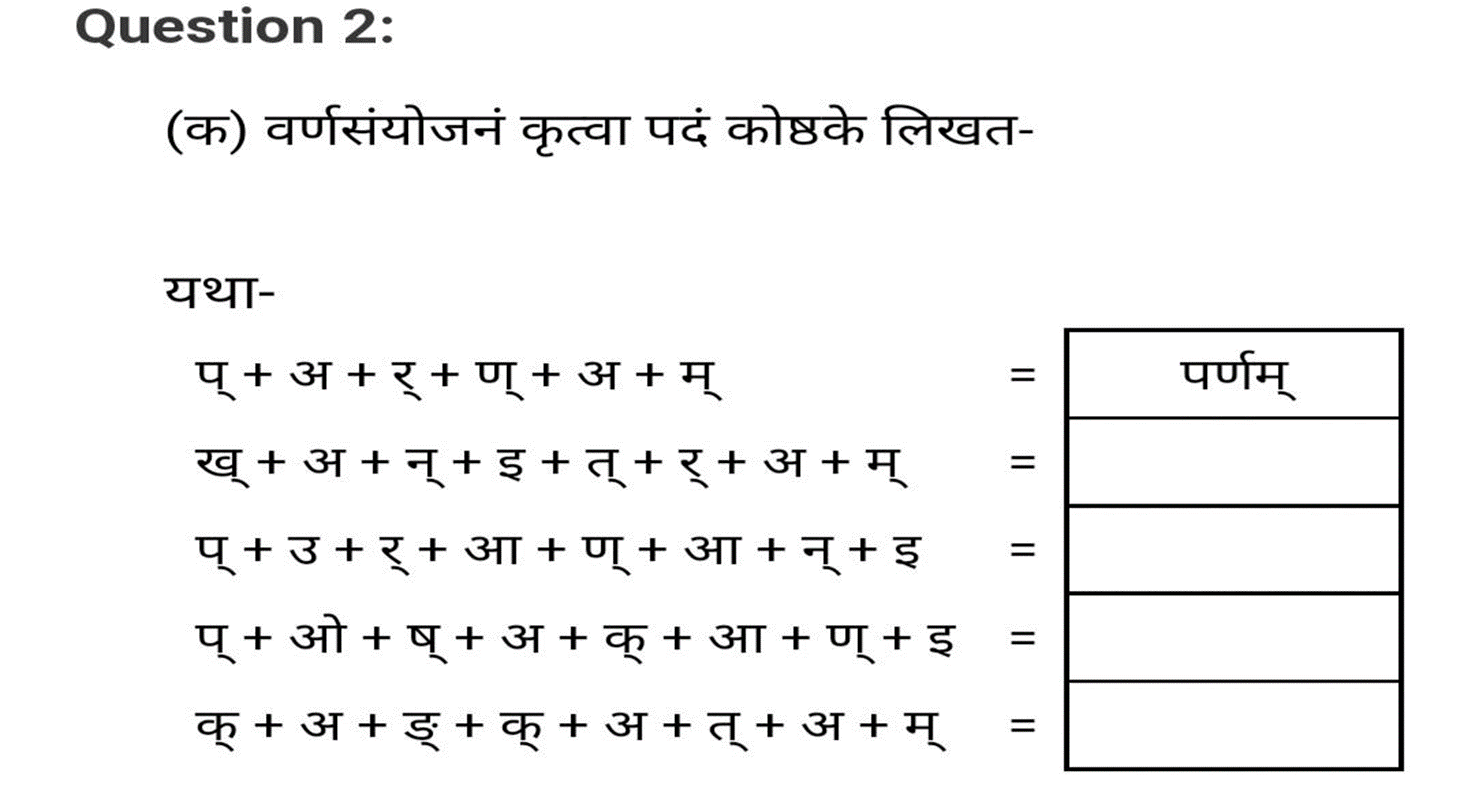 Question 2:
(क) वर्णसंयोजनं कृत्वा पदं कोष्ठके लिखत-
यथा-
प् + अ + र् + ण् + अ + म् = पर्णम्
ख् + अ + न् + इ + त् + र् + अ + म् =
प् + उ + र् + आ + ण् + आ + न् + इ =
प् + ओ + ष् + अ + क् + आ + ण् + इ =
क् + अ + ङ् + क् + अ + त् + अ + म् =